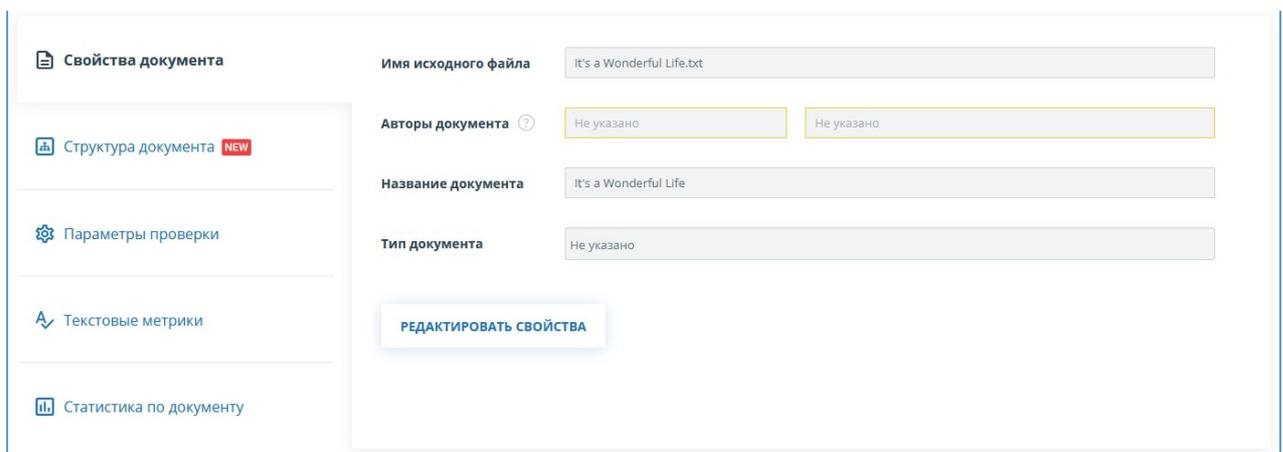 Свойства документа
Структура документа NEW
Параметры проверки
Текстовые метрики
Статистика по документу
Имя исходного файла It's a Wonderful Life.txt
Авторы документа ? Не указано Не указано
Название документа It's a Wonderful Life
Тип документа Не указано
РЕДАКТИРОВАТЬ СВОЙСТВА